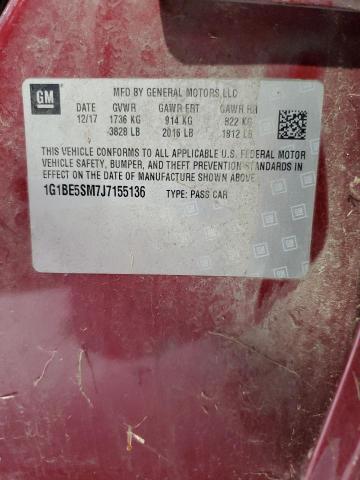 GM
MFD BY GENERAL MOTORS,LLC
DATE GVWR GAWR FRT GAWR RR
12/17 1736 KG 914 KG 822 KG
3828 LB 2016 LB 1812 LB
THIS VEHICLE CONFORMS TO ALL APPLICABLE U.S. FEDERAL MOTOR
VEHICLE SAFETY, BUMPER, AND THEFT PREVENTION STANDARDS IN
EFFECT ON THE DATE OF MANUFACTURE SHOWN ABOVE.
1G1BE5SM7J7155136 TYPE: PASS CAR